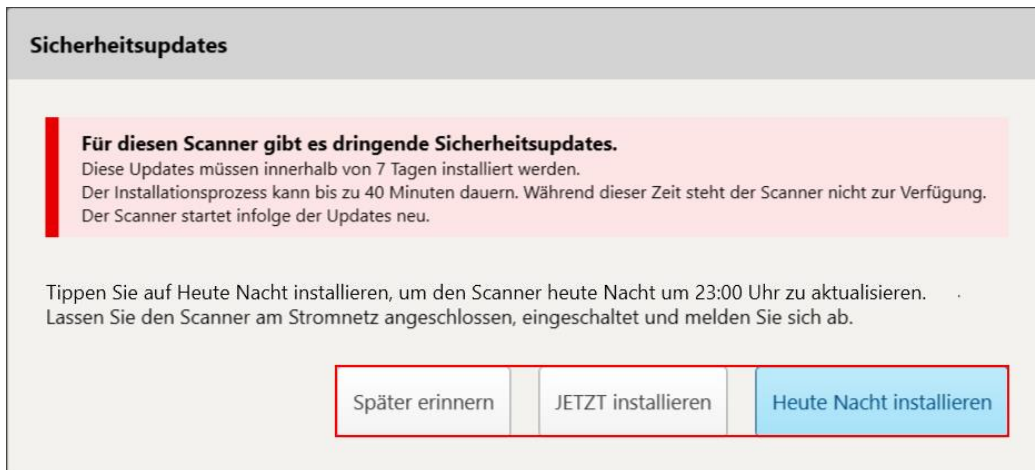 Sicherheitsupdates
Für diesen Scanner gibt es dringende Sicherheitsupdates.
Diese Updates müssen innerhalb von 7 Tagen installiert werden.
Der Installationsprozess kann bis zu 40 Minuten dauern. Während dieser Zeit steht der Scanner nicht zur Verfügung.
Der Scanner startet infolge der Updates neu.
Tippen Sie auf Heute Nacht installieren, um den Scanner heute Nacht um 23:00 Uhr zu aktualisieren. .
Lassen Sie den Scanner am Stromnetz angeschlossen, eingeschaltet und melden Sie sich ab.
Später erinnern JETZT installieren Heute Nacht installieren